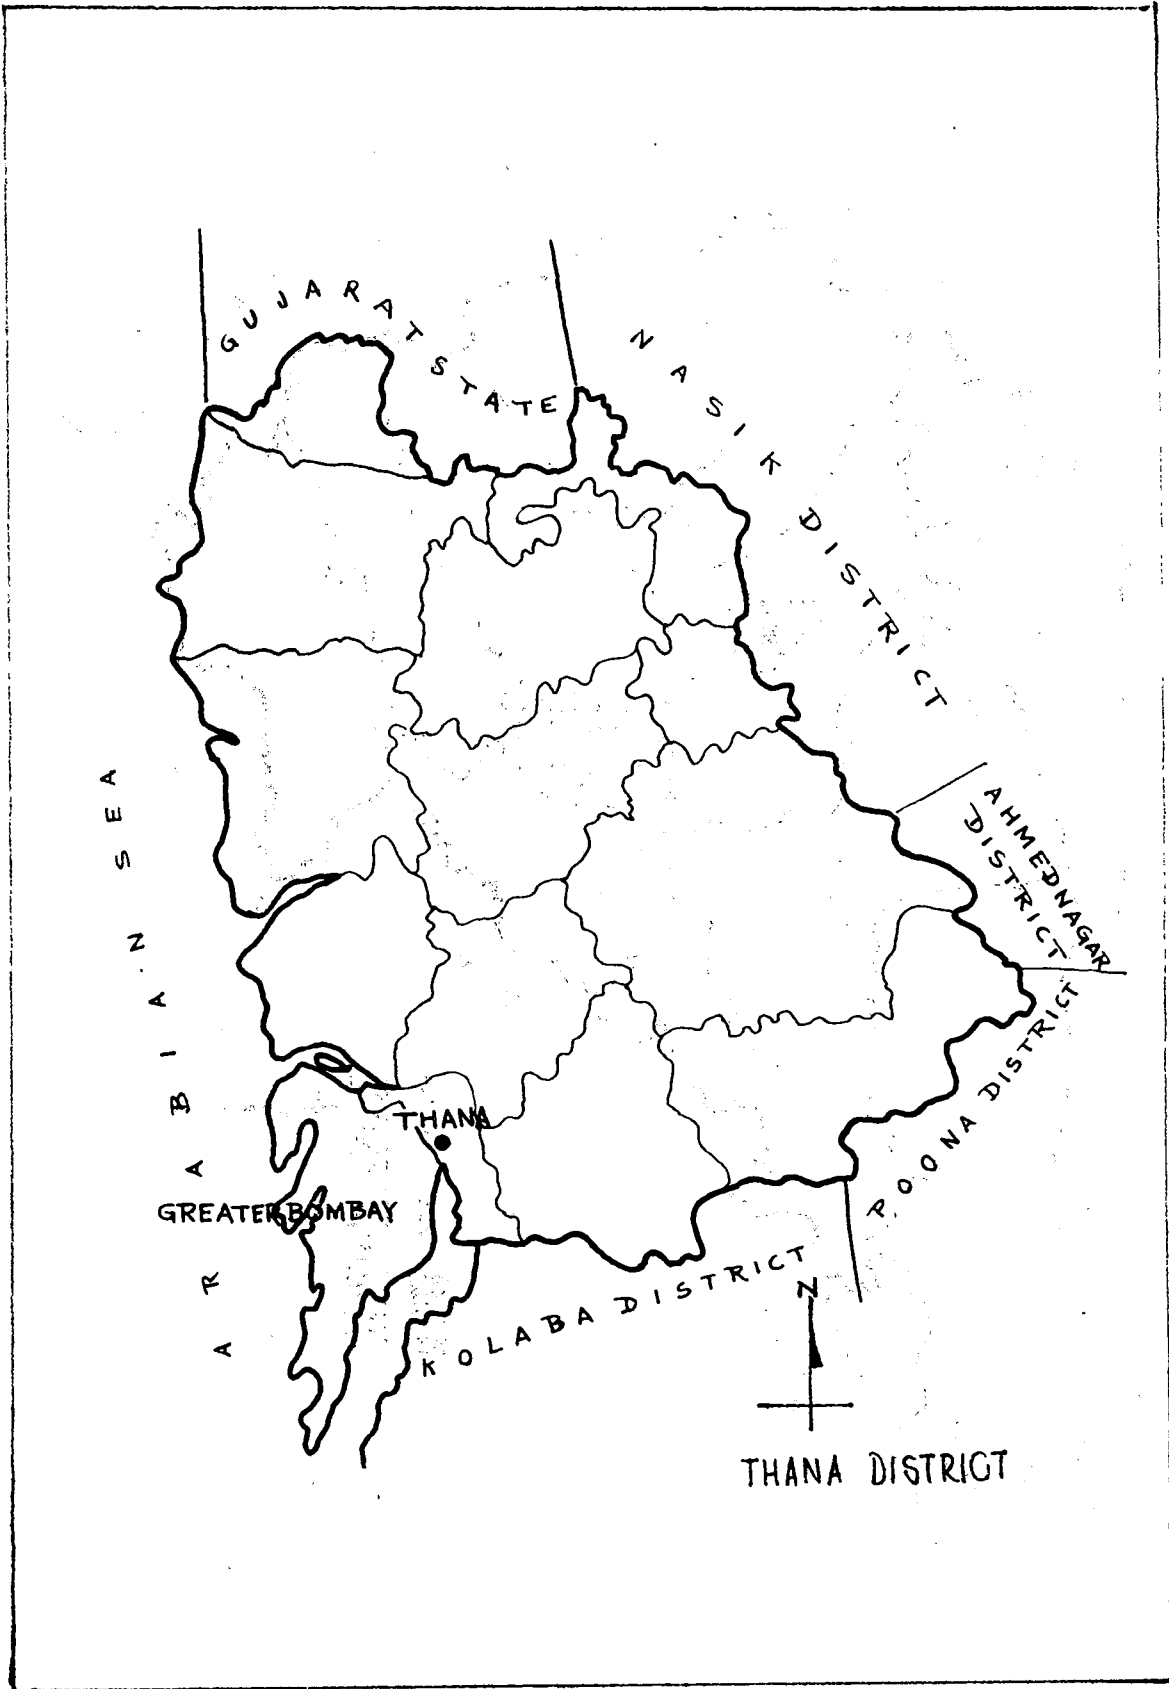 GUJARAT STATE
NASIK DISTRICT
AHMEDNAGAR
DISTRICT
ARABIAN SEA
POONA DISTRICT
THANA
GREATER BOMBAY
KOLABA DISTRICT
N
THANA DISTRICT